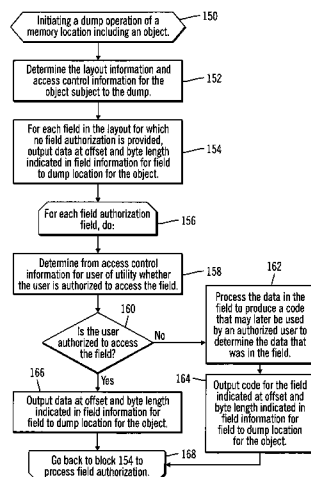 Initiating a dump operation of a
memory location including an object.
150
Determine the layout information and
access control information for the
object subject to the dump.
152
For each field in the layout for which
no field authorization is provided,
output data at offset and byte length
indicated in field information for field
to dump location for the object.
154
For each field authorization
field, do:
156
Determine from access control
information for user of utility whether
the user is authorized to access the field.
158
160
Is the user
authorized to access
the field?
No
Yes
162
Process the data in
the field to produce a code
that may later be used
by an authorized user to
determine the data that
was in the field.
164
Output code for the field
indicated at offset and
byte length indicated in
field information for
field to dump location
for the object.
166
Output data at offset and byte length
indicated in field information for
field to dump location for the object.
168
Go back to block 154 to
process field authorization.